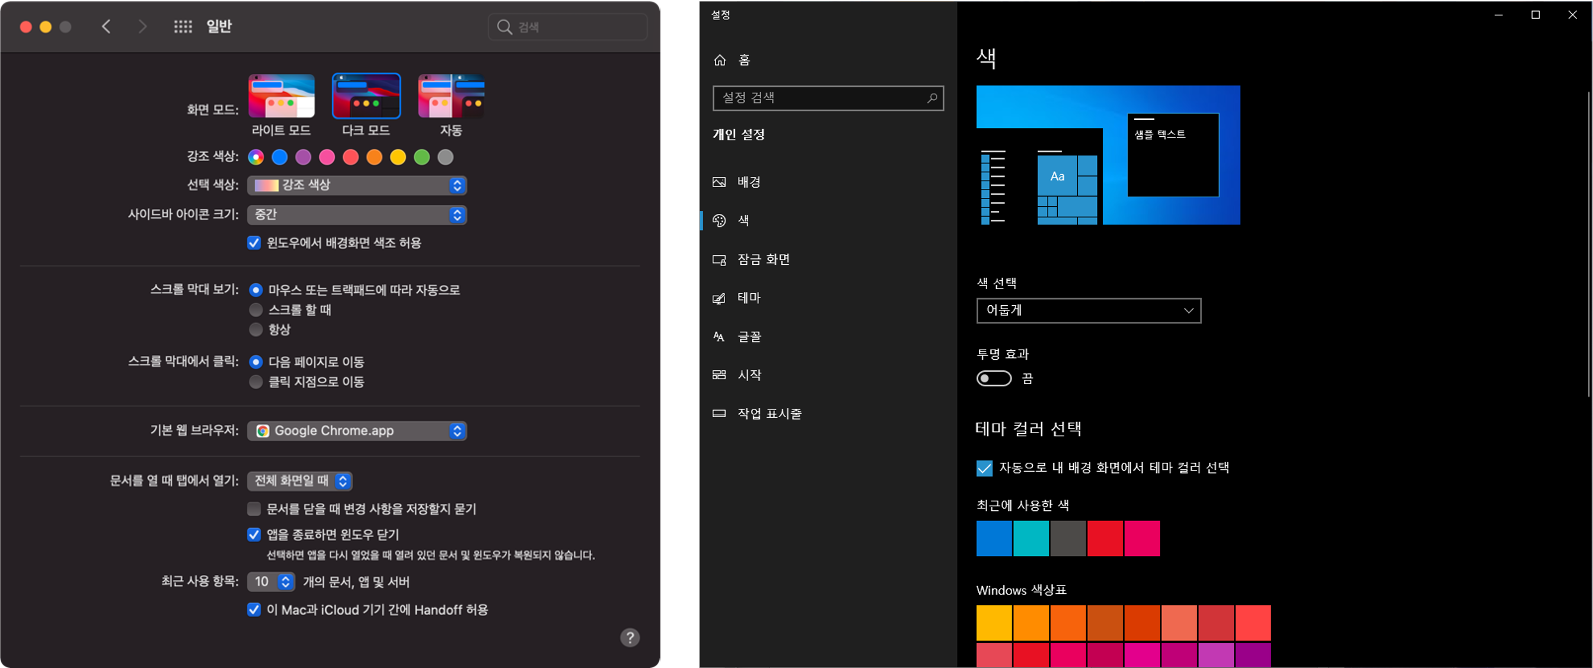 일반
검색
화면 모드:
라이트 모드
다크 모드
자동
강조 색상:
선택 색상: 강조 색상
사이드바 아이콘 크기: 중간
윈도우에서 배경화면 색조 허용
스크롤 막대 보기: 마우스 또는 트랙패드에 따라 자동으로
스크롤 할 때
항상
스크롤 막대에서 클릭: 다음 페이지로 이동
클릭 지점으로 이동
기본 웹 브라우저: Google Chrome.app
문서를 열 때 탭에서 열기: 전체 화면일 때
문서를 닫을 때 변경 사항을 저장할지 묻기
앱을 종료하면 윈도우 닫기
선택하면 앱을 다시 열었을 때 열려 있던 문서 및 윈도우가 복원되지 않습니다.
최근 사용 항목: 10 개의 문서, 앱 및 서버
이 Mac과 iCloud 기기 간에 Handoff 허용
?
설정
홈
설정 검색
개인 설정
배경
색
잠금 화면
테마
글꼴
시작
작업 표시줄
색
샘플 텍스트
Aa
색 선택
어둡게
투명 효과
끔
테마 컬러 선택
자동으로 내 배경 화면에서 테마 컬러 선택
최근에 사용한 색
Windows 색상표